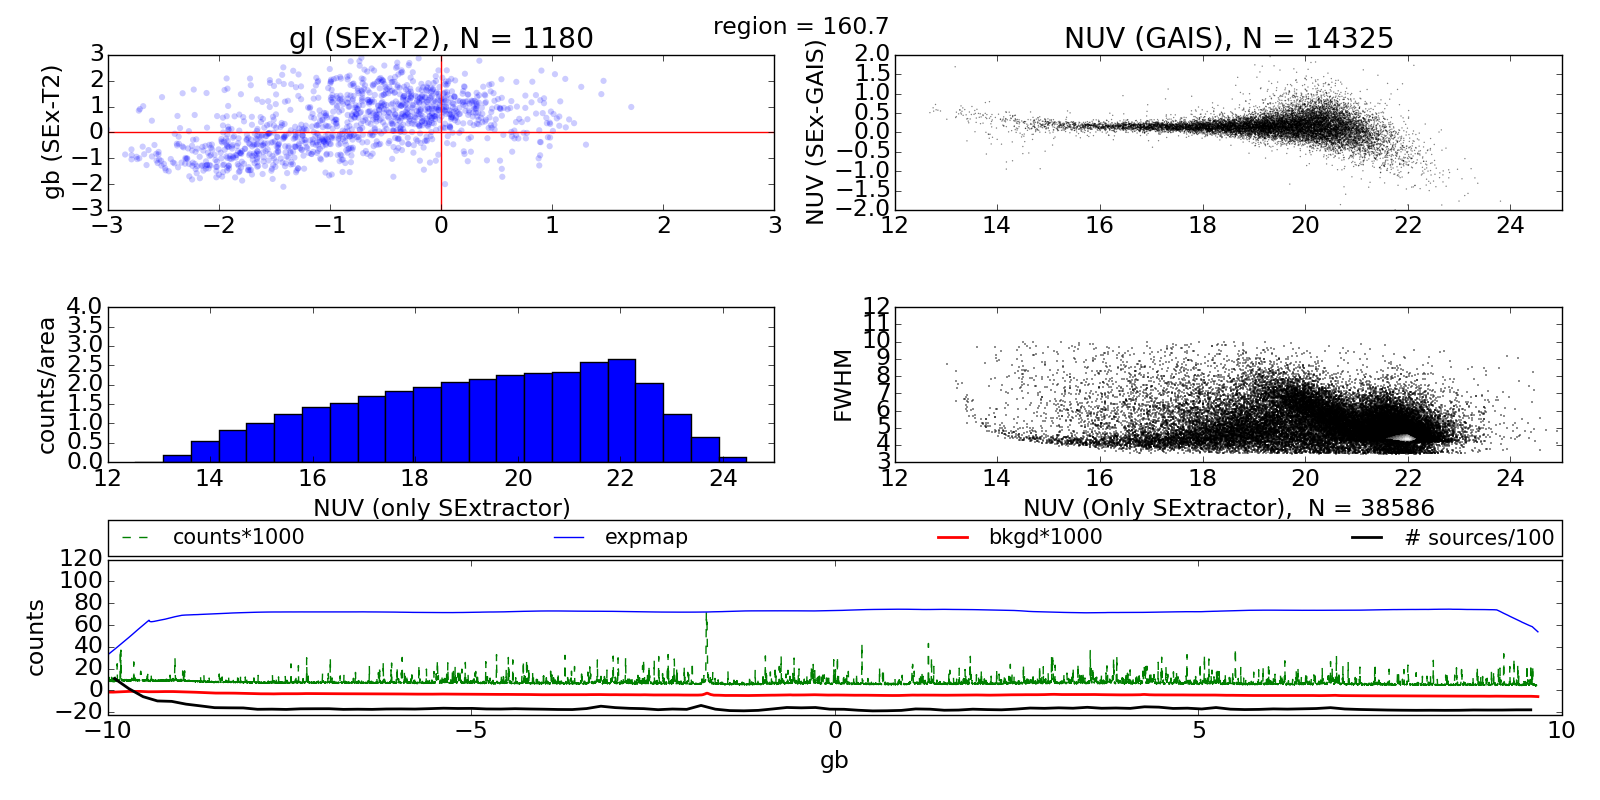 region = 160.7
gl (SEx-T2), N = 1180
NUV (GAIS), N = 14325
gb (SEx-T2)
3
2
1
0
−1
−2
−3
−3 −2 −1 0 1 2 3
NUV (SEx-GAIS)
2.0
1.5
1.0
0.5
0.0
−0.5
−1.0
−1.5
−2.0
12 14 16 18 20 22 24
counts/area
4.0
3.5
3.0
2.5
2.0
1.5
1.0
0.5
0.0
12 14 16 18 20 22 24
NUV (only SExtractor)
FWHM
12
11
10
9
8
7
6
5
4
3
12 14 16 18 20 22 24
NUV (Only SExtractor), N = 38586
counts*1000 expmap bkgd*1000 # sources/100
counts
120
100
80
60
40
20
0
−20
−10 −5 0 5 10
gb